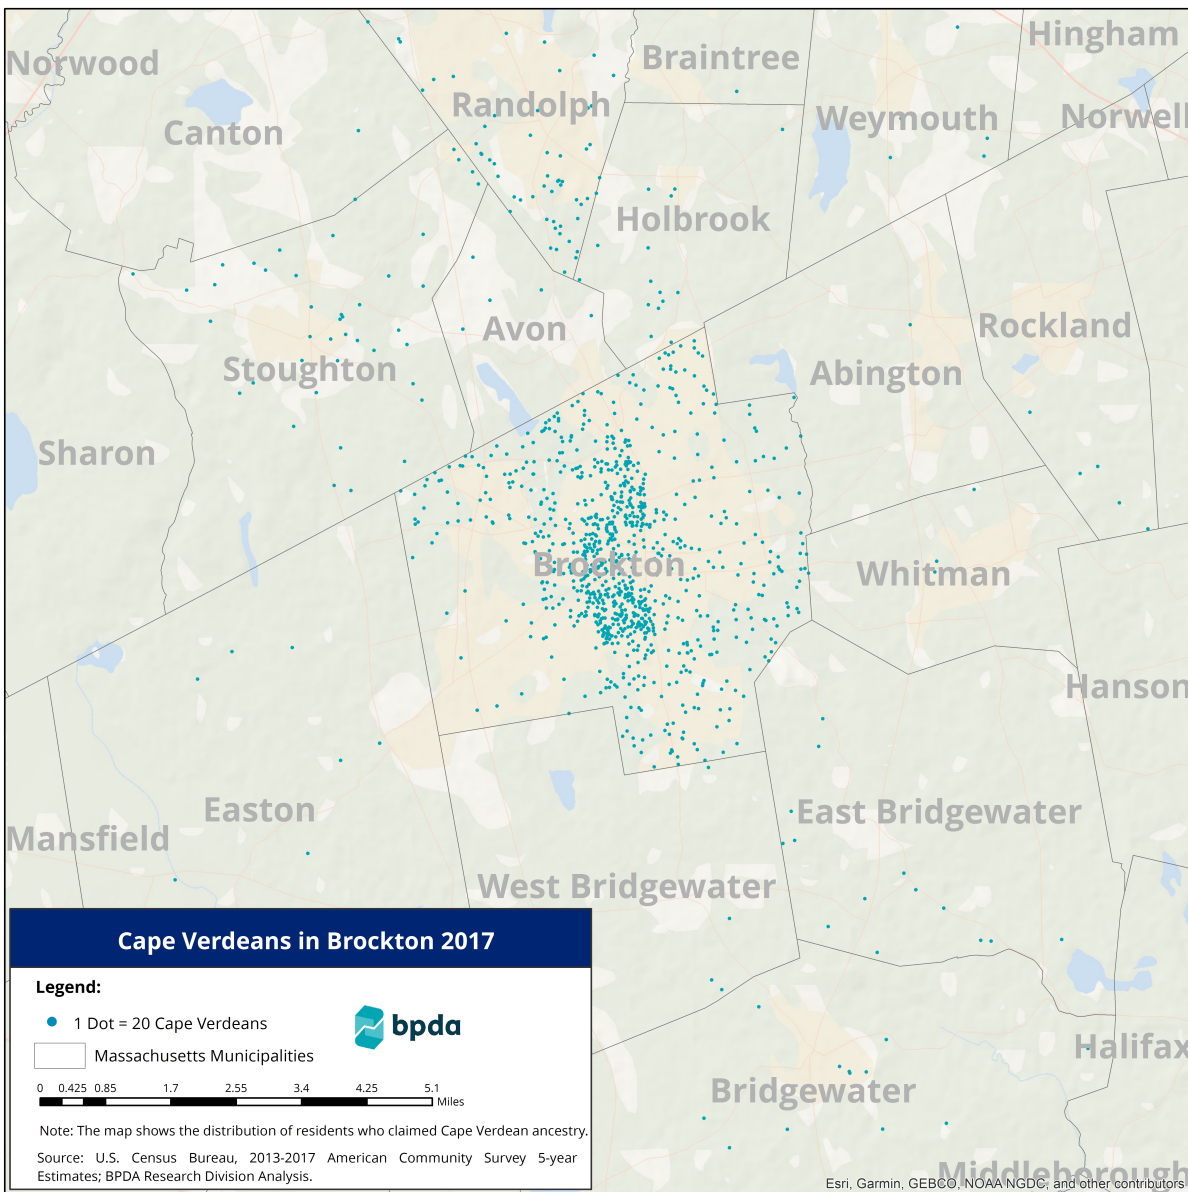 Hingham
Norwood
Braintree
Randolph
Weymouth
Norwell
Canton
Holbrook
Avon
Rockland
Stoughton
Abington
Sharon
Brockton
Whitman
Hanson
Easton
East Bridgewater
Mansfield
West Bridgewater
Cape Verdeans in Brockton 2017
Legend:
1 Dot = 20 Cape Verdeans
bpda
Massachusetts Municipalities
0 0.425 0.85 1.7 2.55 3.4 4.25 5.1
Miles
Note: The map shows the distribution of residents who claimed Cape Verdean ancestry.
Source: U.S. Census Bureau, 2013-2017 American Community Survey 5-year
Estimates; BPDA Research Division Analysis.
Halifax
Bridgewater
Middleborough
Esri, Garmin, GEBCO, NOAA NGDC, and other contributors